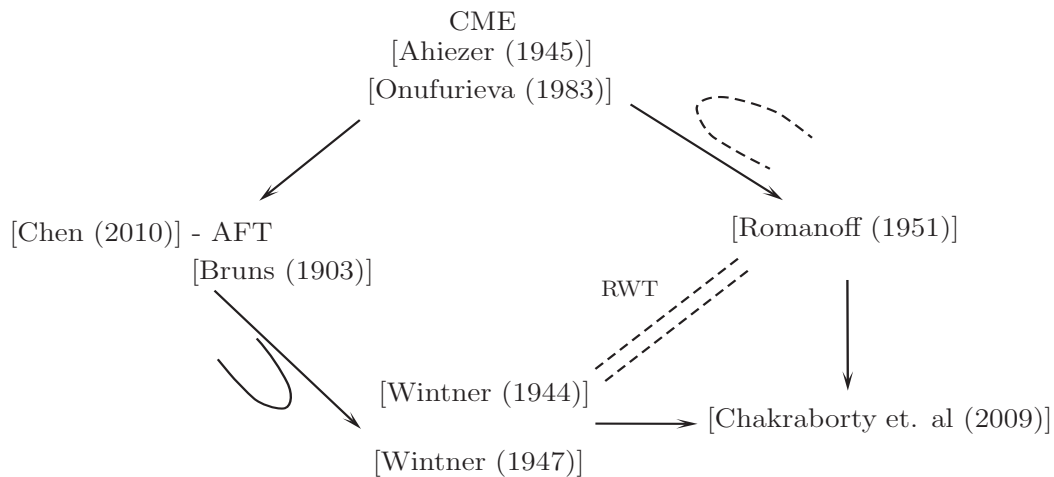 CME
[Ahiezer (1945)]
[Onufurieva (1983)]
[Chen (2010)] - AFT
[Romanoff (1951)]
[Bruns (1903)]
RWT
[Wintner (1944)]
[Chakraborty et. al (2009)]
[Wintner (1947)]